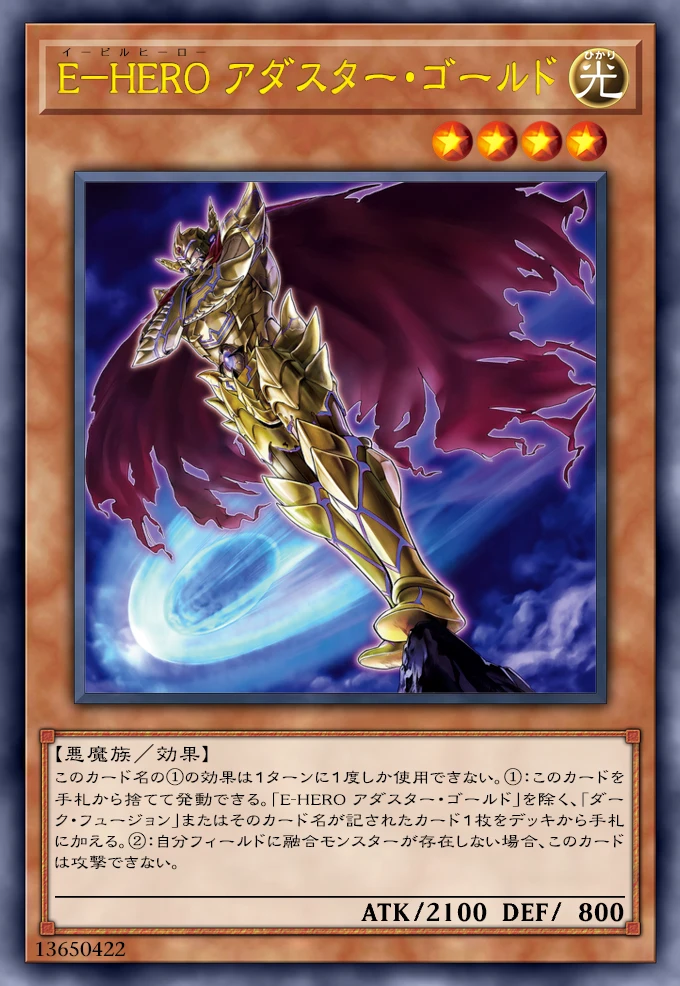 イービルヒーロー
E-HERO アダスター・ゴールド
ひかり
光
【悪魔族／効果】
このカード名の①の効果は１ターンに１度しか使用できない。①：このカードを
手札から捨てて発動できる。「E-HERO アダスター・ゴールド」を除く、「ダー
ク・フュージョン」またはそのカード名が記されたカード１枚をデッキから手札
に加える。②：自分フィールドに融合モンスターが存在しない場合、このカード
は攻撃できない。
ATK/2100 DEF/ 800
13650422